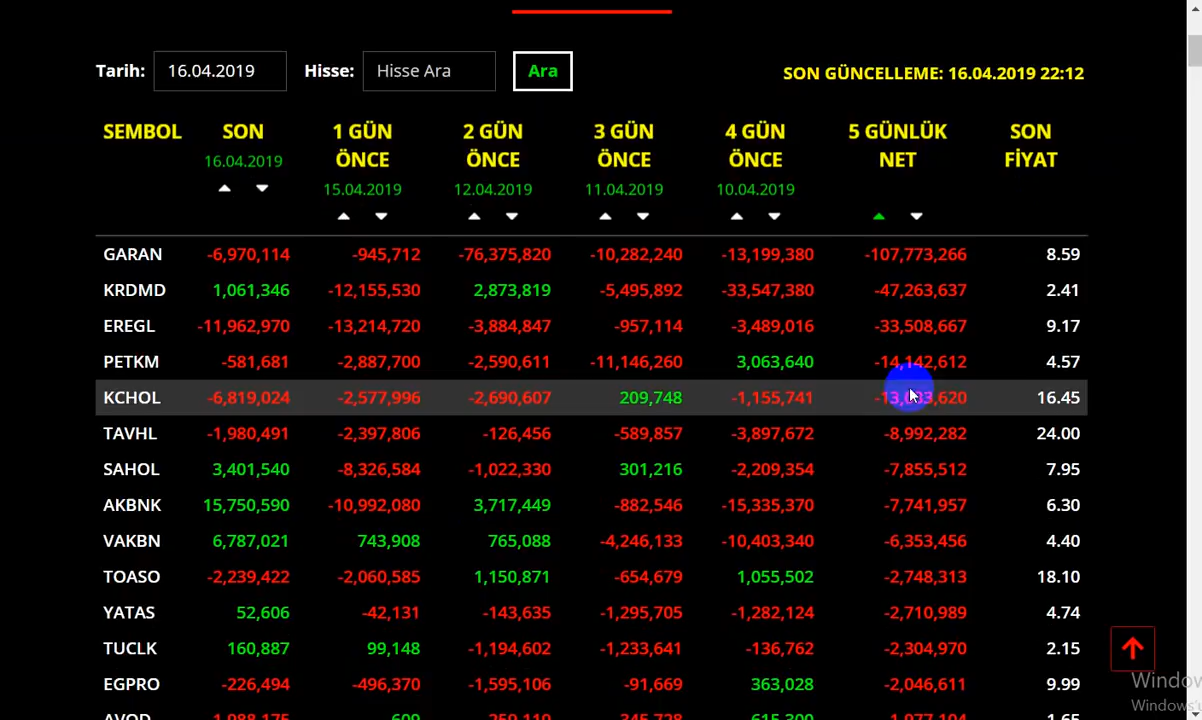 Tarih: 16.04.2019 Hisse: Hisse Ara Ara SON GÜNCELLEME: 16.04.2019 22:12
SEMBOL SON 1 GÜN ÖNCE 2 GÜN ÖNCE 3 GÜN ÖNCE 4 GÜN ÖNCE 5 GÜNLÜK NET SON FİYAT
16.04.2019 15.04.2019 12.04.2019 11.04.2019 10.04.2019
GARAN -6,970,114 -945,712 -76,375,820 -10,282,240 -13,199,380 -107,773,266 8.59
KRDMD 1,061,346 -12,155,530 2,873,819 -5,495,892 -33,547,380 -47,263,637 2.41
EREGL -11,962,970 -13,214,720 -3,884,847 -957,114 -3,489,016 -33,508,667 9.17
PETKM -581,681 -2,887,700 -2,590,611 -11,146,260 3,063,640 -14,142,612 4.57
KCHOL -6,819,024 -2,577,996 -2,690,607 209,748 -1,155,741 16.45
TAVHL -1,980,491 -2,397,806 -126,456 -589,857 -3,897,672 -8,992,282 24.00
SAHOL 3,401,540 -8,326,584 -1,022,330 301,216 -2,209,354 -7,855,512 7.95
AKBNK 15,750,590 -10,992,080 3,717,449 -882,546 -15,335,370 -7,741,957 6.30
VAKBN 6,787,021 743,908 765,088 -4,246,133 -10,403,340 -6,353,456 4.40
TOASO -2,239,422 -2,060,585 1,150,871 -654,679 1,055,502 -2,748,313 18.10
YATAS 52,606 -42,131 -143,635 -1,295,705 -1,282,124 -2,710,989 4.74
TUCLK 160,887 99,148 -1,194,602 -1,233,641 -136,762 -2,304,970 2.15
EGPRO -226,494 -496,370 -1,595,106 -91,669 363,028 -2,046,611 9.99